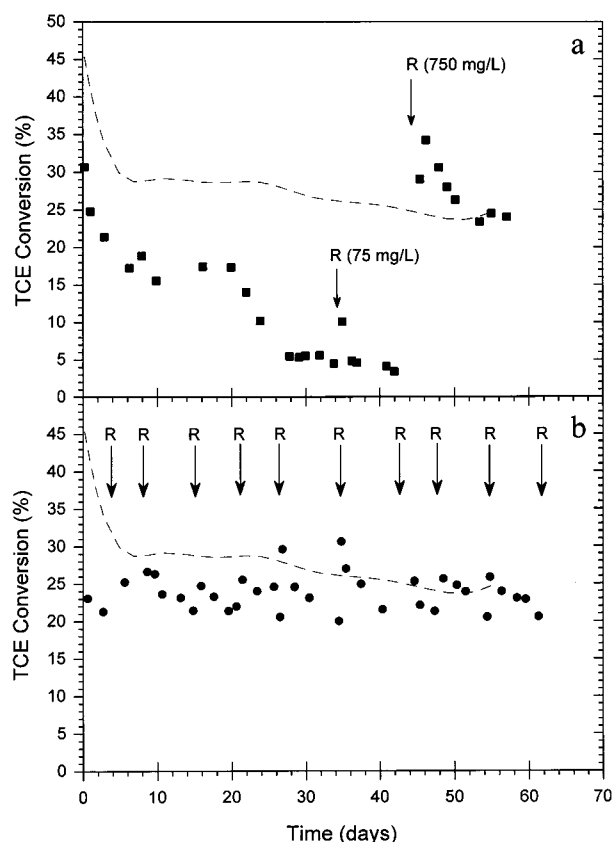 a
R (750 mg/L)
R (75 mg/L)
TCE Conversion (%)
50
45
40
35
30
25
20
15
10
5
0
b
R R R R R R R R R R
TCE Conversion (%)
45
40
35
30
25
20
15
10
5
0
0 10 20 30 40 50 60 70
Time (days)